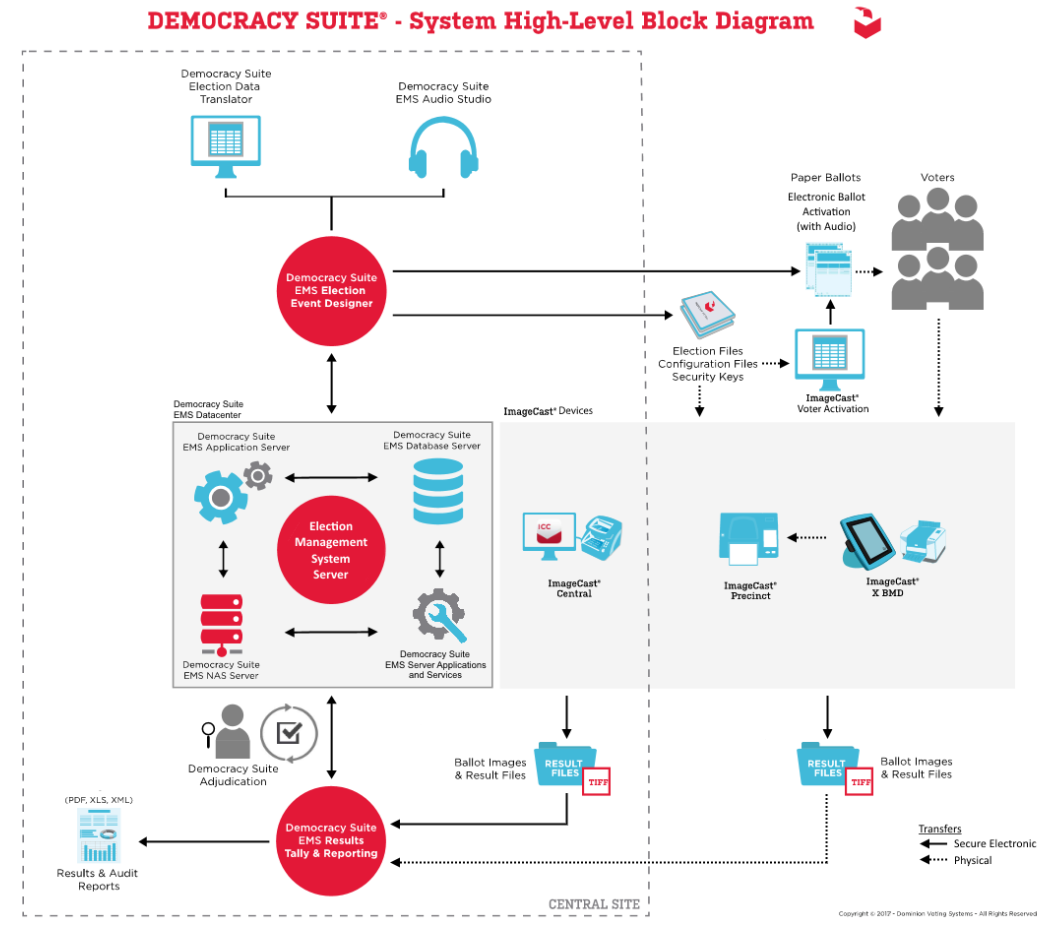 DEMOCRACY SUITE® - System High-Level Block Diagram
Democracy Suite
Election Data
Translator
Democracy Suite
EMS Audio Studio
Paper Ballots
Electronic Ballot
Activation
(with Audio)
Voters
Democracy Suite
EMS Election
Event Designer
Election Files
Configuration Files
Security Keys
ImageCast®
Voter Activation
Democracy Suite
EMS Datacenter
ImageCast® Devices
Democracy Suite
EMS Application Server
Democracy Suite
EMS Database Server
Election
Management
System
Server
ICC
ImageCast®
Central
ImageCast®
Precinct
ImageCast®
X BMD
Democracy Suite
EMS NAS Server
Democracy Suite
EMS Server Applications
and Services
Democracy Suite
Adjudication
Ballot Images
& Result Files
RESULT
FILES
TIFF
RESULT
FILES
TIFF
Ballot Images
& Result Files
(PDF, XLS, XML)
Results & Audit
Reports
Democracy Suite
EMS Results
Tally & Reporting
Transfers
Secure Electronic
Physical
CENTRAL SITE
Copyright © 2017 - Dominion Voting Systems - All Rights Reserved